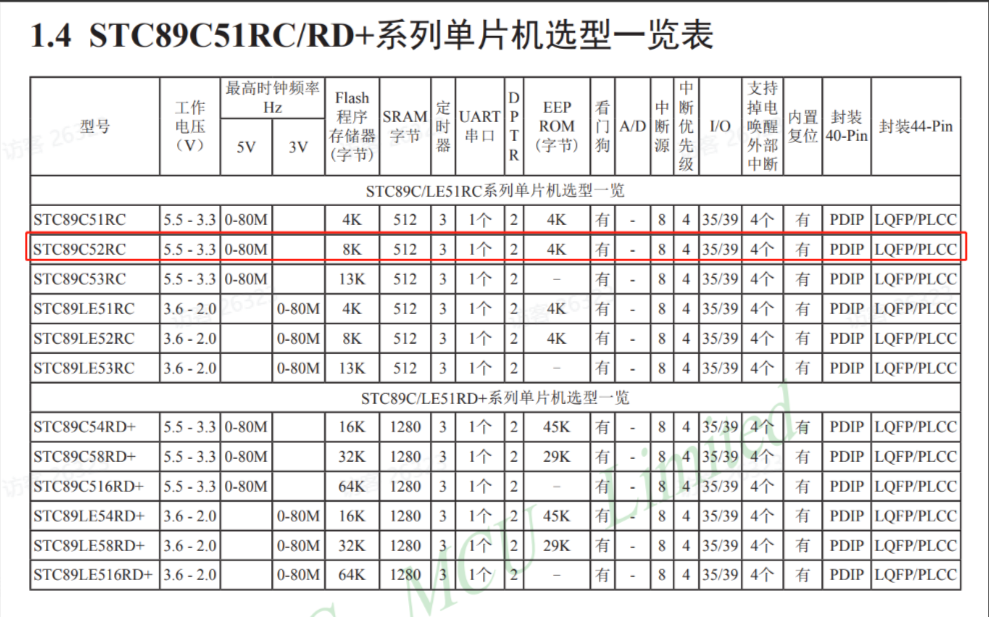 1.4 STC89C51RC/RD+系列单片机选型一览表
型号 工作电压（V） 最高时钟频率Hz 5V 3V Flash程序存储器(字节) SRAM字节 定时器 UART串口 DPTR EEPROM(字节) 看门狗 A/D 中断源 中断优先级 I/O 支持掉电唤醒外部中断 内置复位 封装40-Pin 封装44-Pin
STC89C/LE51RC系列单片机选型一览
STC89C51RC 5.5 - 3.3 0-80M 4K 512 3 1个 2 4K 有 - 8 4 35/39 4个 有 PDIP LQFP/PLCC
STC89C52RC 5.5 - 3.3 0-80M 8K 512 3 1个 2 4K 有 - 8 4 35/39 4个 有 PDIP LQFP/PLCC
STC89C53RC 5.5 - 3.3 0-80M 13K 512 3 1个 2 – 有 - 8 4 35/39 4个 有 PDIP LQFP/PLCC
STC89LE51RC 3.6 - 2.0 0-80M 4K 512 3 1个 2 4K 有 - 8 4 35/39 4个 有 PDIP LQFP/PLCC
STC89LE52RC 3.6 - 2.0 0-80M 8K 512 3 1个 2 4K 有 - 8 4 35/39 4个 有 PDIP LQFP/PLCC
STC89LE53RC 3.6 - 2.0 0-80M 13K 512 3 1个 2 – 有 - 8 4 35/39 4个 有 PDIP LQFP/PLCC
STC89C/LE51RD+系列单片机选型一览
STC89C54RD+ 5.5 - 3.3 0-80M 16K 1280 3 1个 2 45K 有 - 8 4 35/39 4个 有 PDIP LQFP/PLCC
STC89C58RD+ 5.5 - 3.3 0-80M 32K 1280 3 1个 2 29K 有 - 8 4 35/39 4个 有 PDIP LQFP/PLCC
STC89C516RD+ 5.5 - 3.3 0-80M 64K 1280 3 1个 2 – 有 - 8 4 35/39 4个 有 PDIP LQFP/PLCC
STC89LE54RD+ 3.6 - 2.0 0-80M 16K 1280 3 1个 2 45K 有 - 8 4 35/39 4个 有 PDIP LQFP/PLCC
STC89LE58RD+ 3.6 - 2.0 0-80M 32K 1280 3 1个 2 29K 有 - 8 4 35/39 4个 有 PDIP LQFP/PLCC
STC89LE516RD+ 3.6 - 2.0 0-80M 64K 1280 3 1个 2 – 有 - 8 4 35/39 4个 有 PDIP LQFP/PLCC
MCU Limited